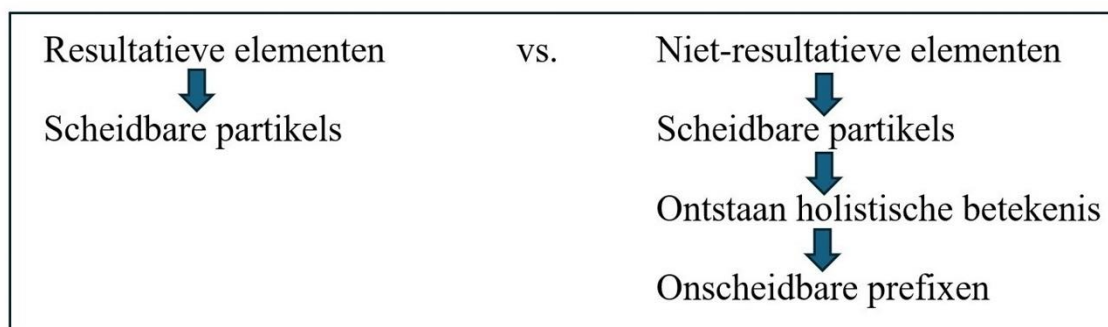 Resultatieve elementen vs. Niet-resultatieve elementen
Scheidbare partikels Scheidbare partikels
Ontstaan holistische betekenis
Onscheidbare prefixen